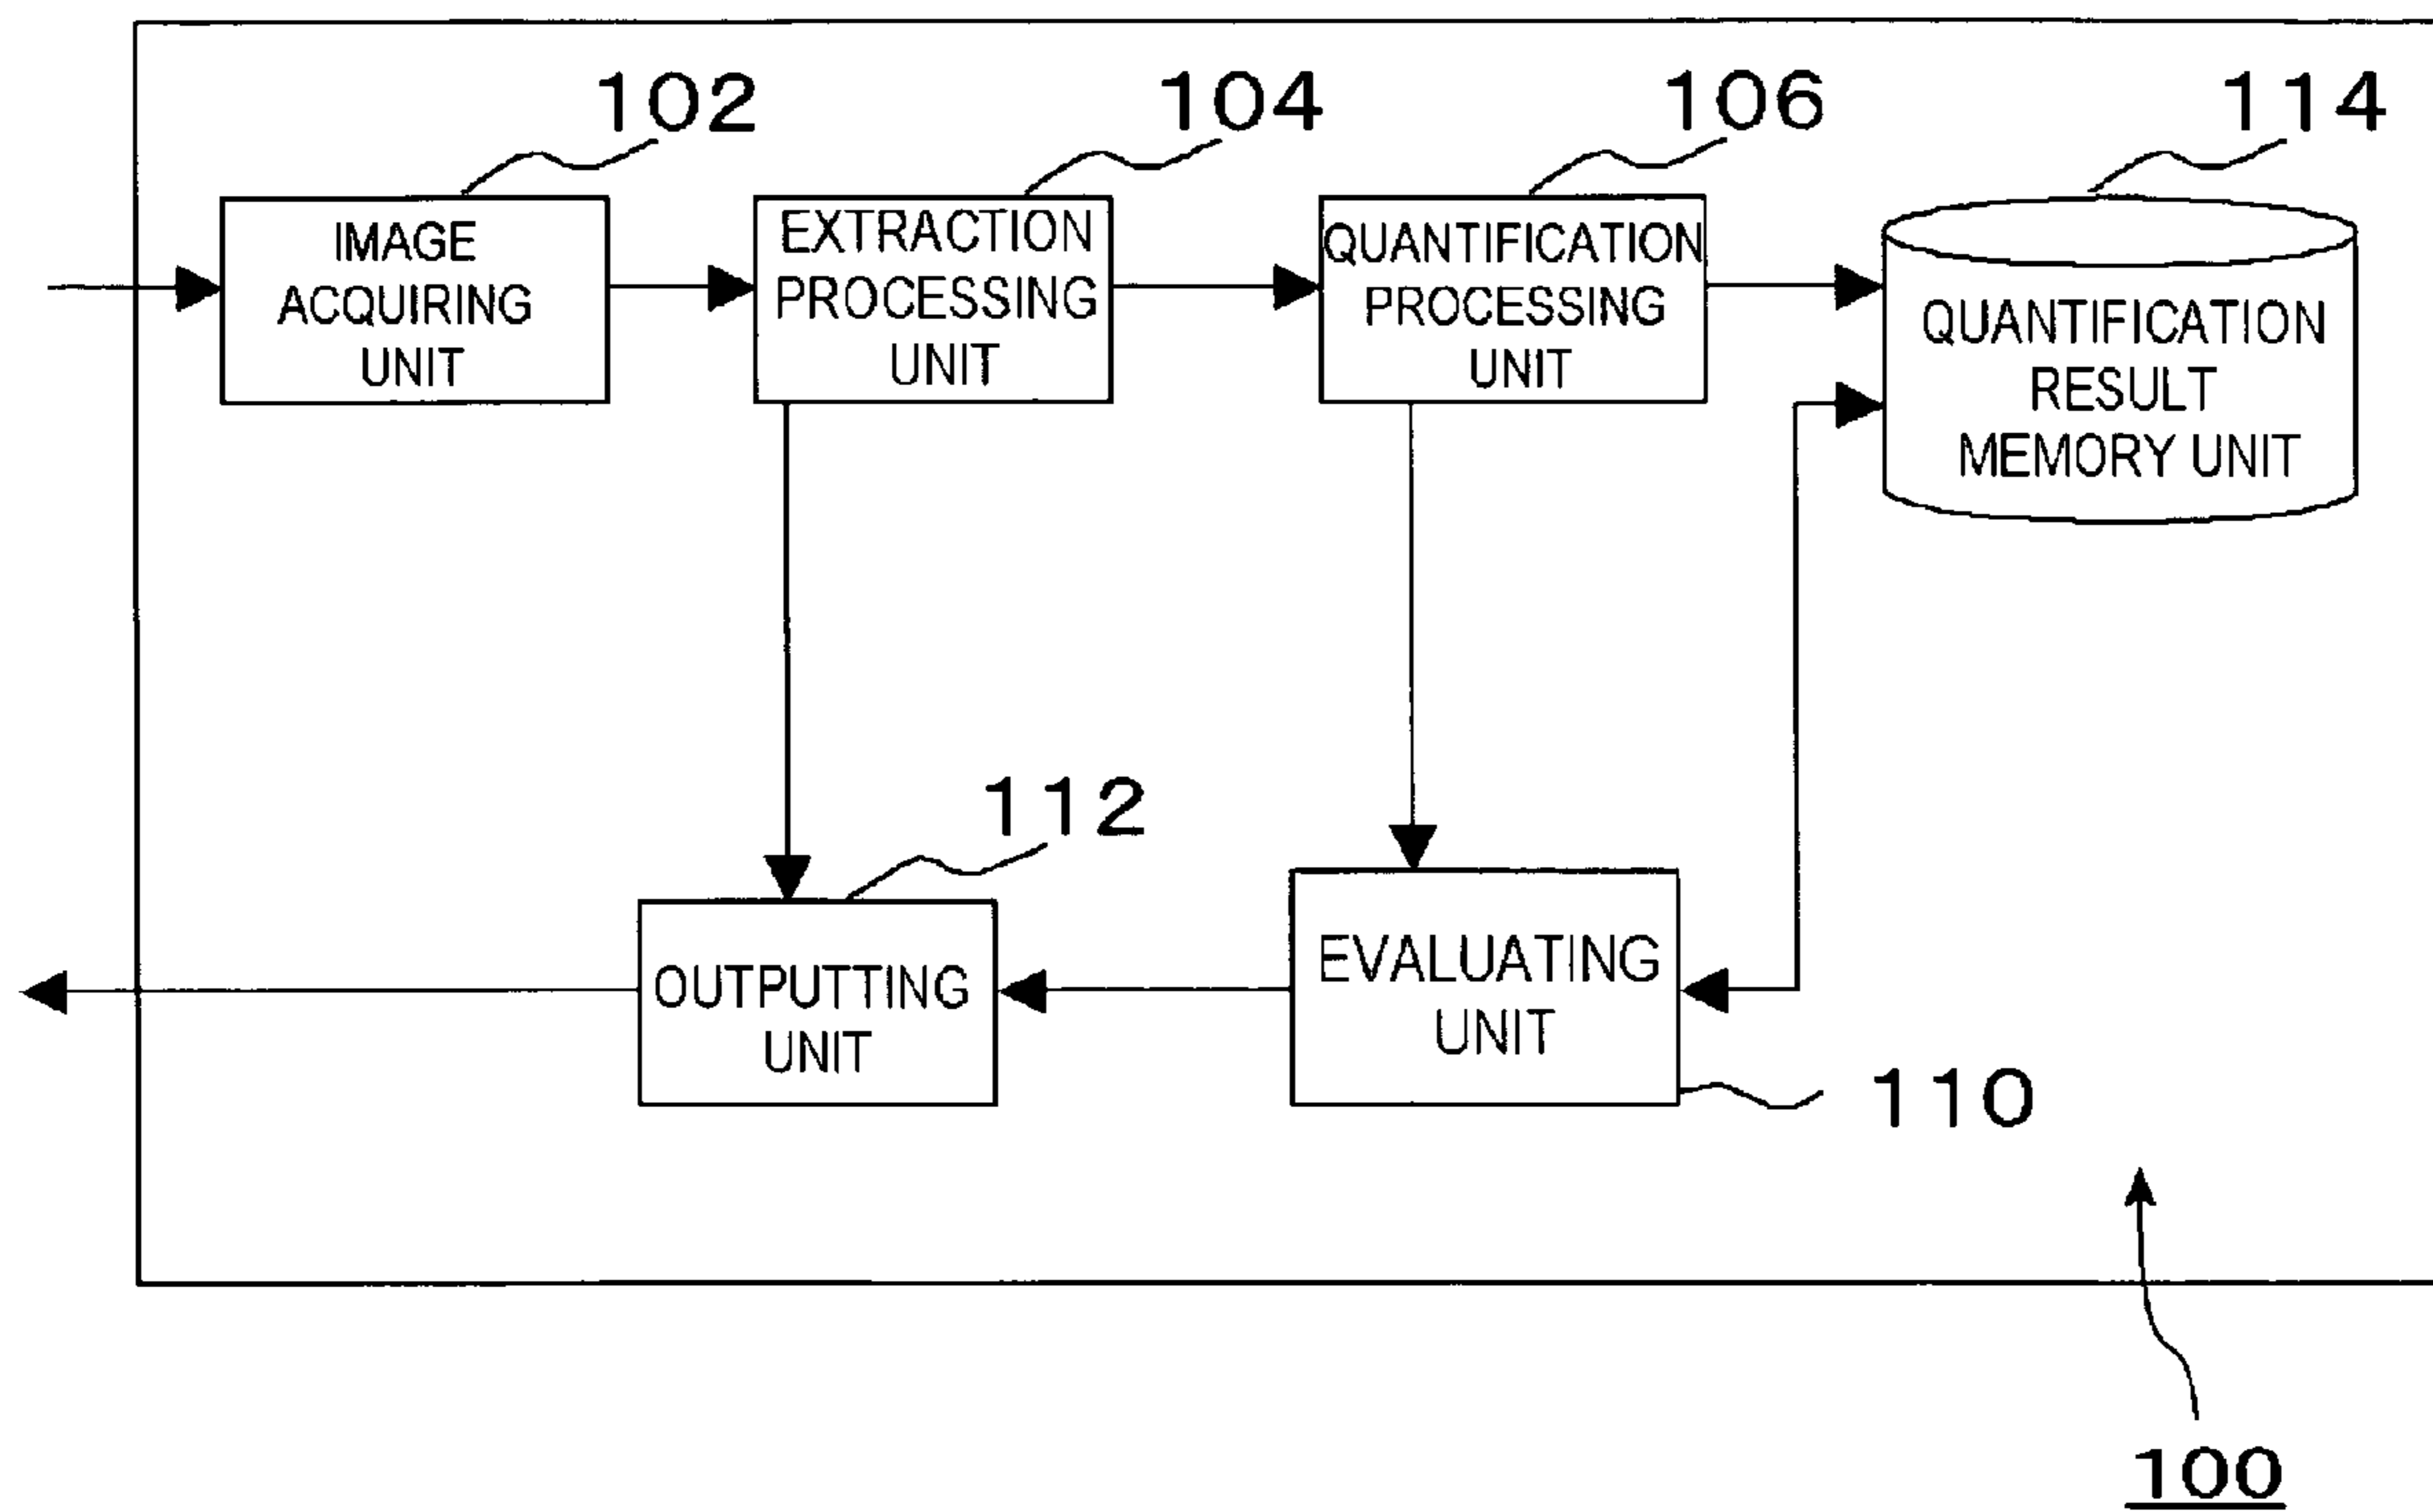 102
104
106
114
IMAGE
ACQUIRING
UNIT
EXTRACTION
PROCESSING
UNIT
QUANTIFICATION
PROCESSING
UNIT
QUANTIFICATION
RESULT
MEMORY UNIT
112
OUTPUTTING
UNIT
EVALUATING
UNIT
110
100